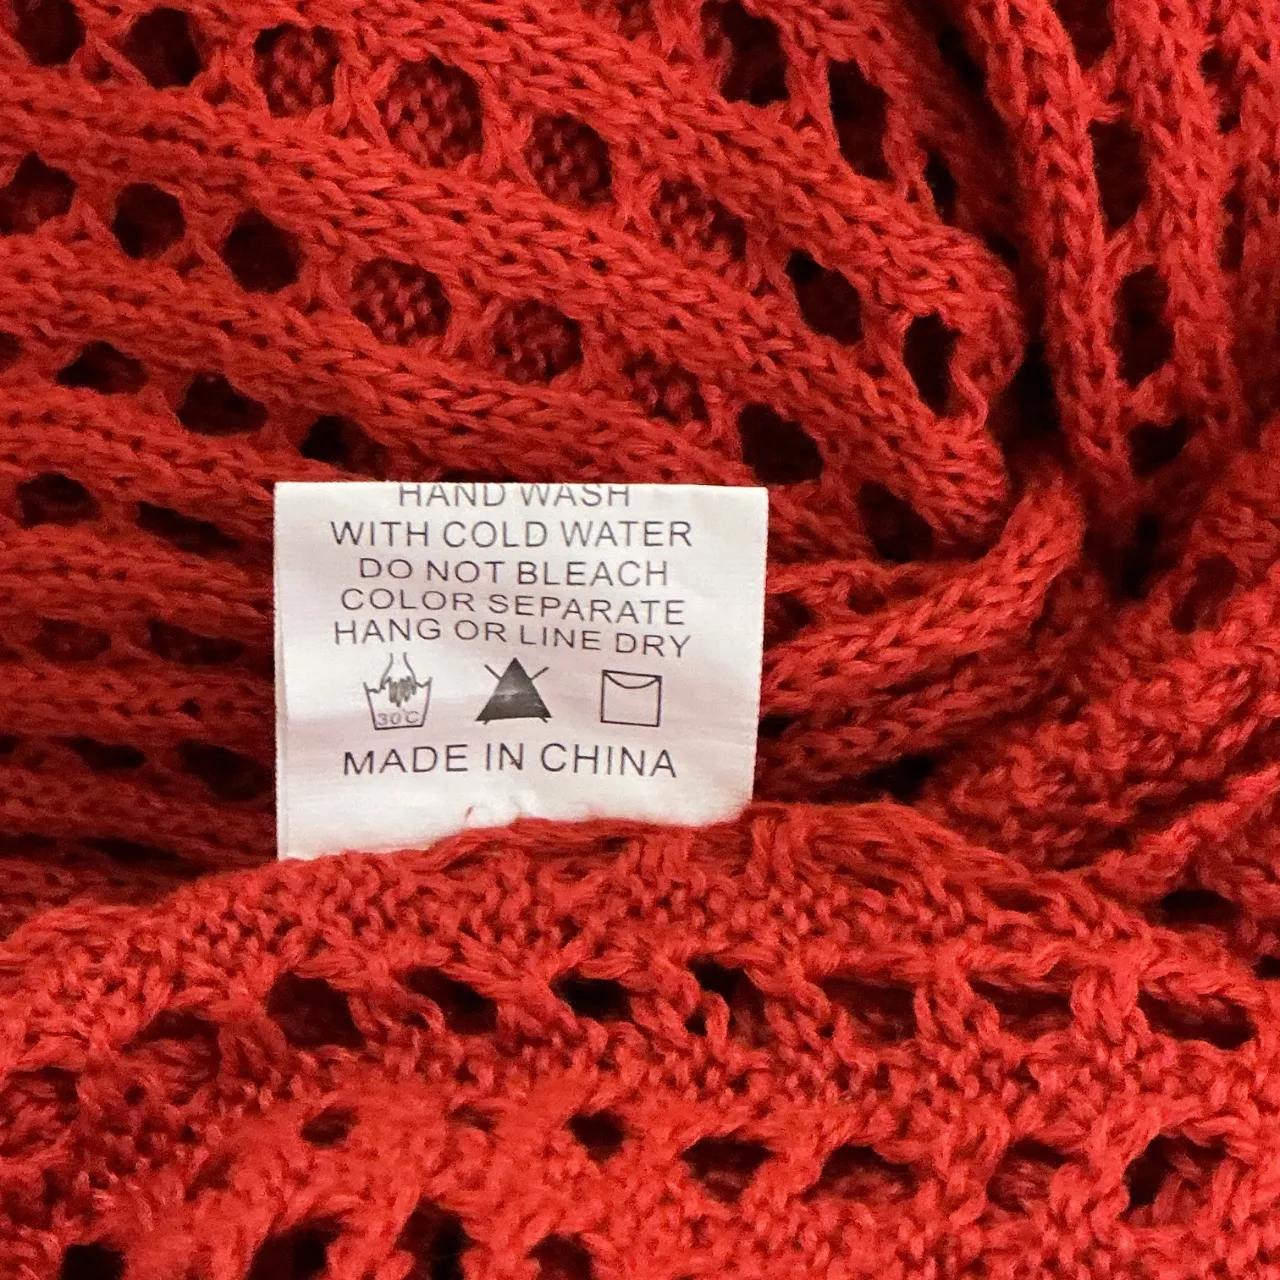 HAND WASH
WITH COLD WATER
DO NOT BLEACH
COLOR SEPARATE
HANG OR LINE DRY
30°C
MADE IN CHINA